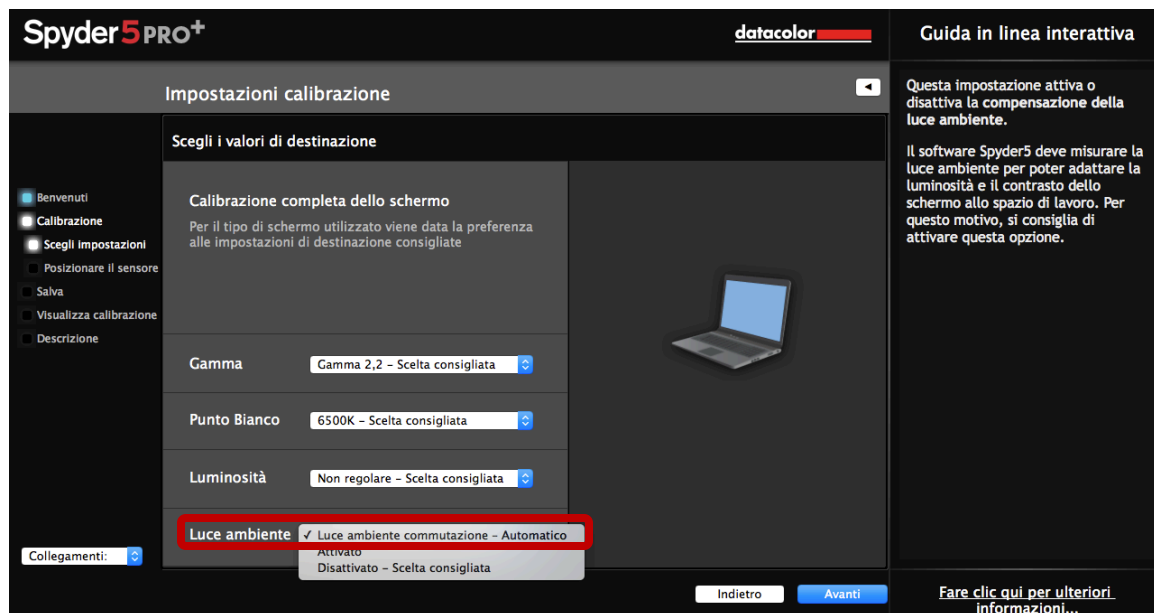 Spyder5PRO+
datacolor
Guida in linea interattiva
Impostazioni calibrazione
Scegli i valori di destinazione
Benvenuti
Calibrazione
Scegli impostazioni
Posizionare il sensore
Salva
Visualizza calibrazione
Descrizione
Collegamenti:
Calibrazione completa dello schermo
Per il tipo di schermo utilizzato viene data la preferenza
alle impostazioni di destinazione consigliate
Gamma
Gamma 2,2 – Scelta consigliata
Punto Bianco
6500K – Scelta consigliata
Luminosità
Non regolare – Scelta consigliata
Luce ambiente
✓ Luce ambiente commutazione – Automatico
Attivato
Disattivato – Scelta consigliata
Indietro
Avanti
Questa impostazione attiva o
disattiva la compensazione della
luce ambiente.
Il software Spyder5 deve misurare la
luce ambiente per poter adattare la
luminosità e il contrasto dello
schermo allo spazio di lavoro. Per
questo motivo, si consiglia di
attivare questa opzione.
Fare clic qui per ulteriori
informazioni...